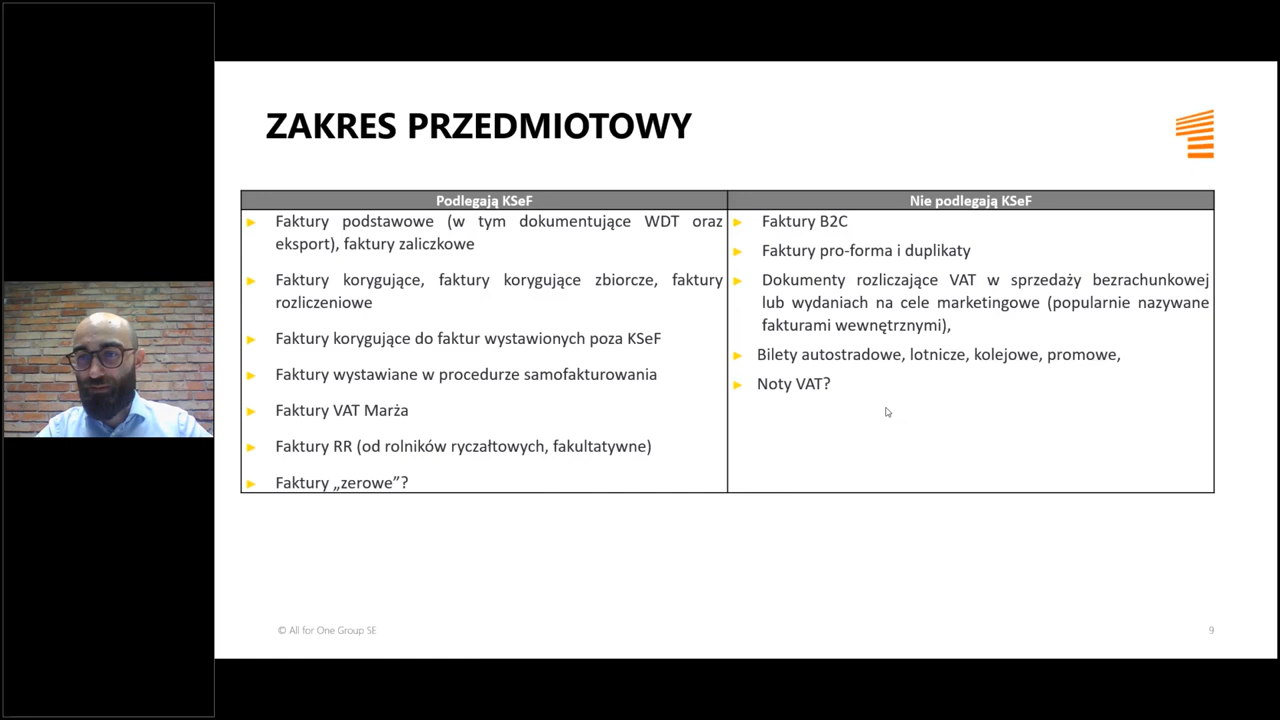 ZAKRES PRZEDMIOTOWY
Podlegają KSeF
Faktury podstawowe (w tym dokumentujące WDT oraz
eksport), faktury zaliczkowe
Faktury korygujące, faktury korygujące zbiorcze, faktury
rozliczeniowe
Faktury korygujące do faktur wystawionych poza KSeF
Faktury wystawiane w procedurze samofakturowania
Faktury VAT Marża
Faktury RR (od rolników ryczałtowych, fakultatywne)
Faktury „zerowe”?
Nie podlegają KSeF
Faktury B2C
Faktury pro-forma i duplikaty
Dokumenty rozliczające VAT w sprzedaży bezrachunkowej
lub wydaniach na cele marketingowe (popularnie nazywane
fakturami wewnętrznymi),
Bilety autostradowe, lotnicze, kolejowe, promowe,
Noty VAT?
© All for One Group SE
9